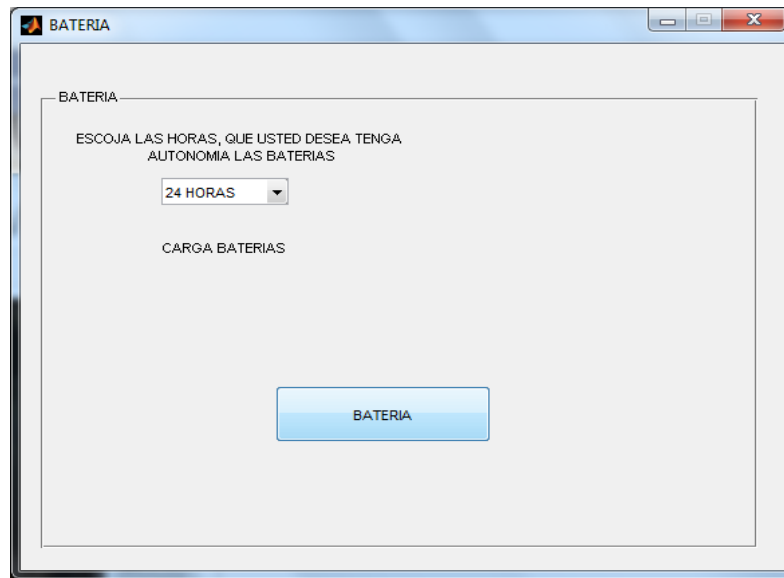 BATERIA
BATERIA
ESCOJA LAS HORAS, QUE USTED DESEA TENGA
AUTONOMIA LAS BATERIAS
24 HORAS
CARGA BATERIAS
BATERIA